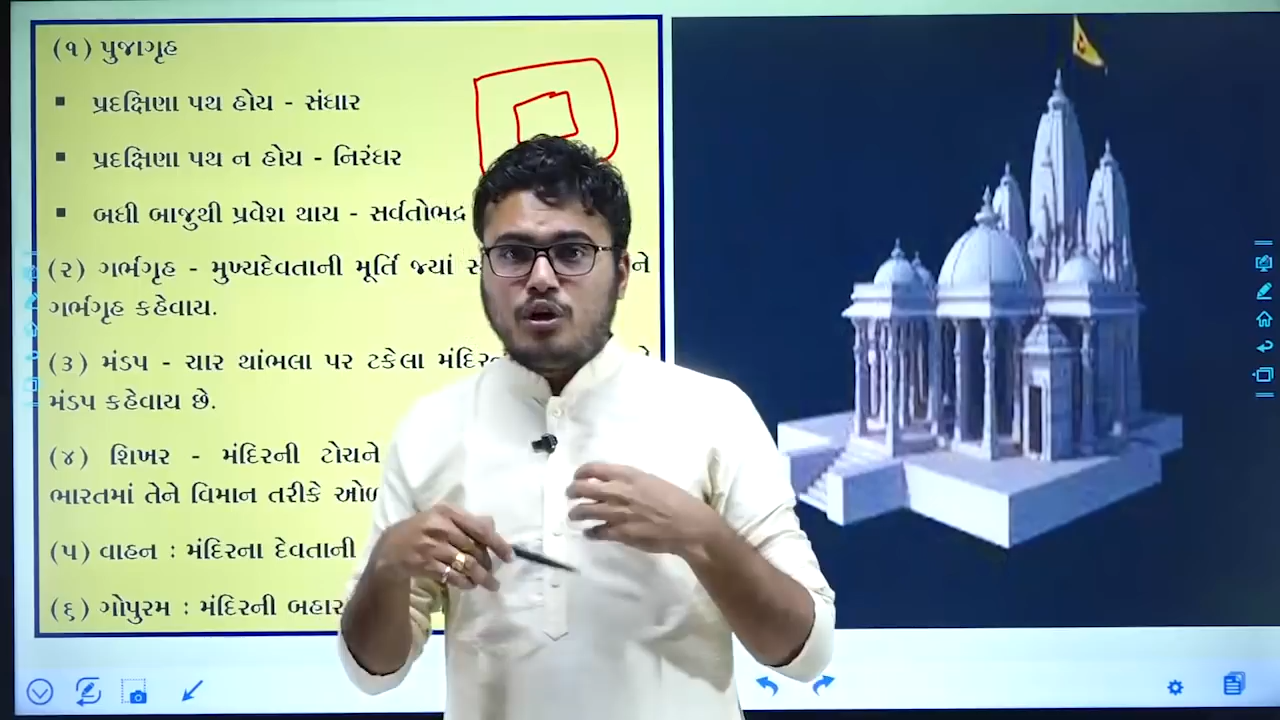 (૧) પુજાગૃહ
▪ પ્રદક્ષિણા પથ હોય - સંધાર
▪ પ્રદક્ષિણા પથ ન હોય - નિરંધર
▪ બધી બાજુથી પ્રવેશ થાય - સર્વતોભદ્ર
(૨) ગર્ભગૃહ - મુખ્યદેવતાની મૂર્તિ જ્યાં
ગર્ભગૃહ કહેવાય.
(૩) મંડપ - ચાર થાંભલા પર ટકેલા
મંડપ કહેવાય છે.
(૪) શિખર - મંદિરની ટોચને
ભારતમાં તેને વિમાન તરીકે
(૫) વાહન : મંદિરના દેવતાની
(૬) ગોપુરમ : મંદિરની બહાર